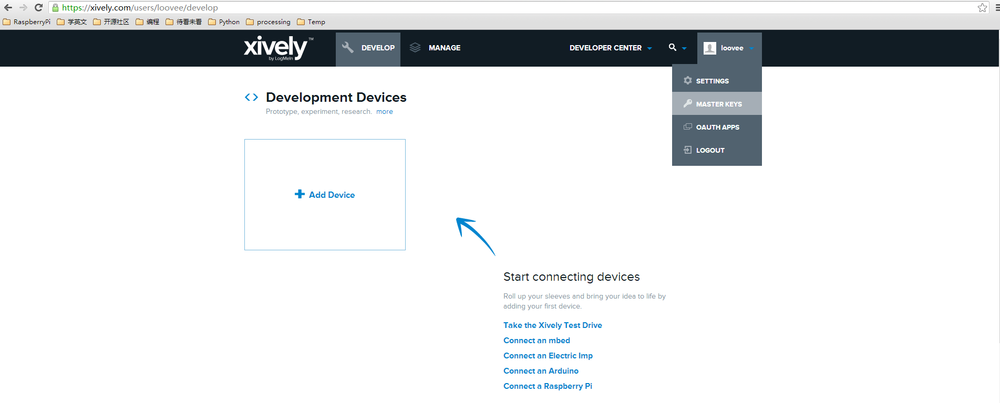 https://xively.com/users/loovee/develop
RaspberryPi 学英文 开源社区 编程 待看未看 Python processing Temp
xively™
by LogMeIn
DEVELOP MANAGE DEVELOPER CENTER loovee
SETTINGS
MASTER KEYS
OAUTH APPS
LOGOUT
<> Development Devices
Prototype, experiment, research. more
Add Device
Start connecting devices
Roll up your sleeves and bring your idea to life by
adding your first device.
Take the Xively Test Drive
Connect an mbed
Connect an Electric Imp
Connect an Arduino
Connect a Raspberry Pi